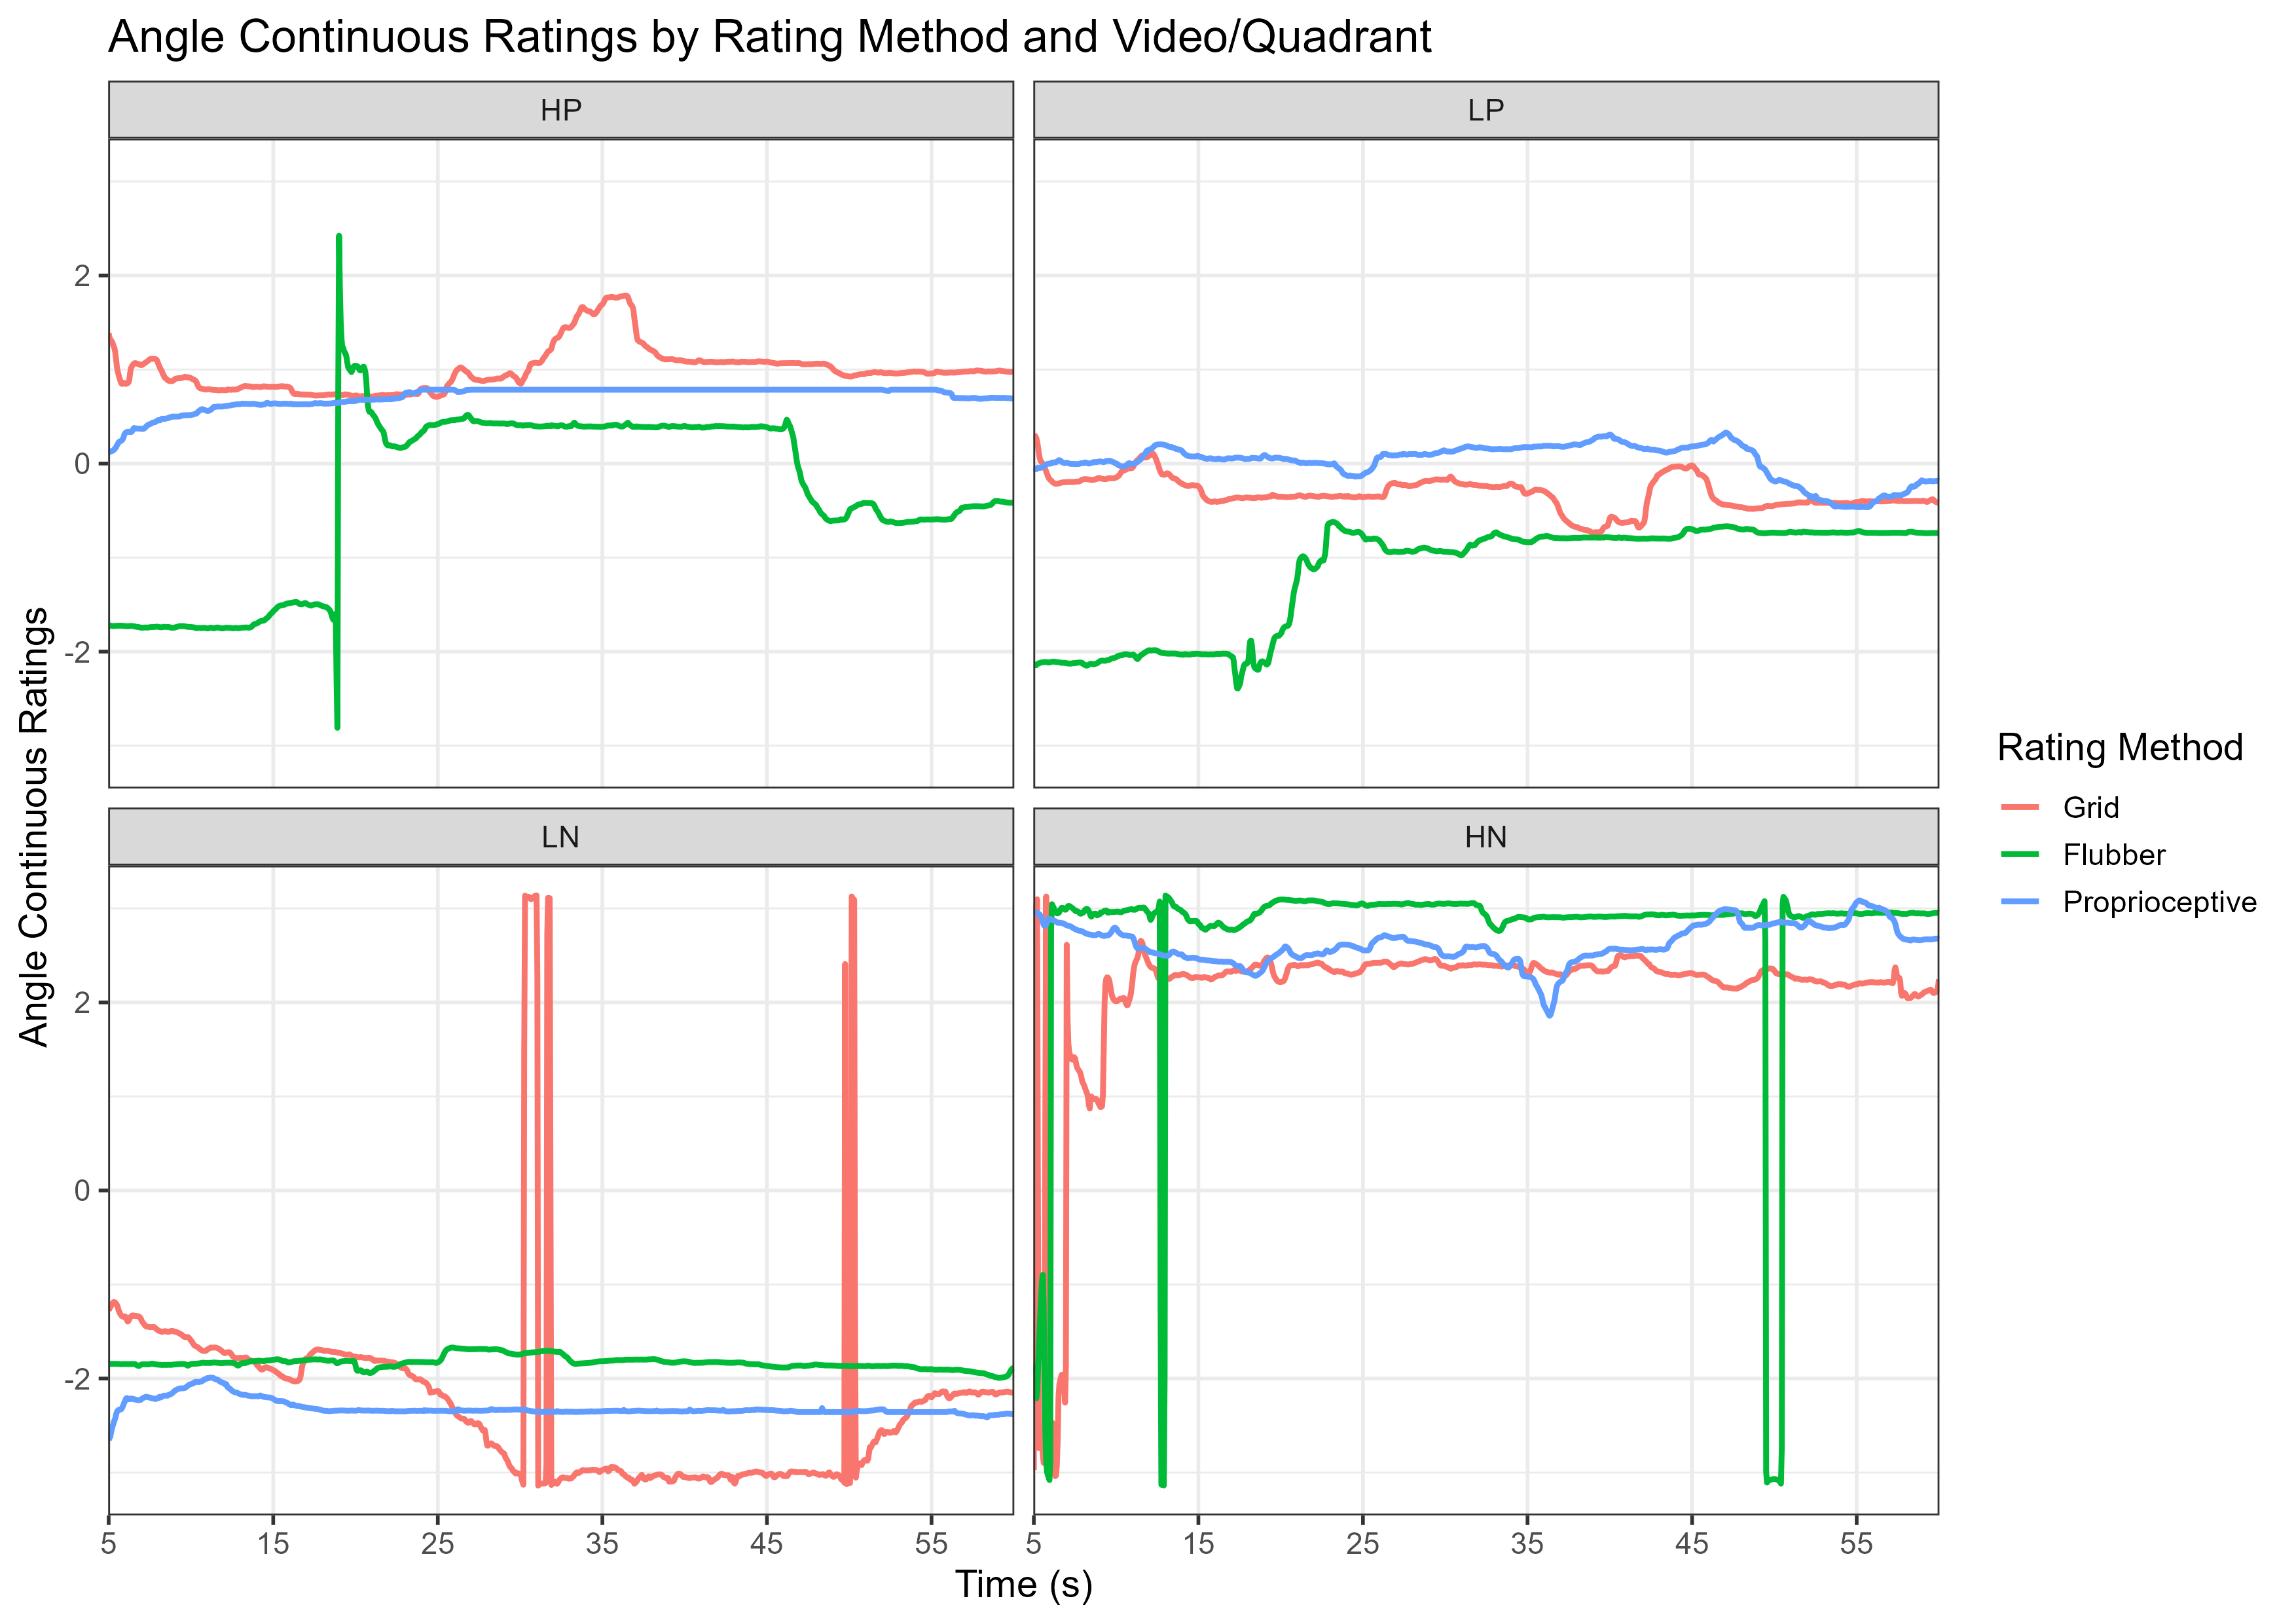 Angle Continuous Ratings by Rating Method and Video/Quadrant
HP
LP
2
0
-2
LN
HN
2
0
-2
5 15 25 35 45 55 5 15 25 35 45 55
Time (s)
Angle Continuous Ratings
Rating Method
Grid
Flubber
Proprioceptive